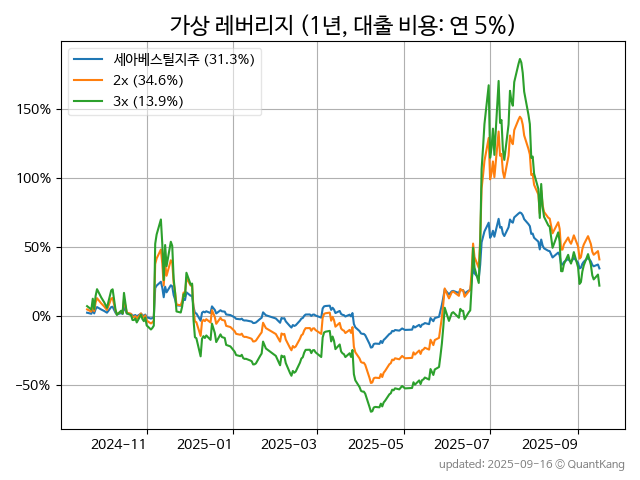 가상 레버리지 (1년, 대출 비용: 연 5%)
세아베스틸지주 (31.3%)
2x (34.6%)
3x (13.9%)
150%
100%
50%
0%
−50%
2024-11
2025-01
2025-03
2025-05
2025-07
2025-09
updated: 2025-09-16 © QuantKang